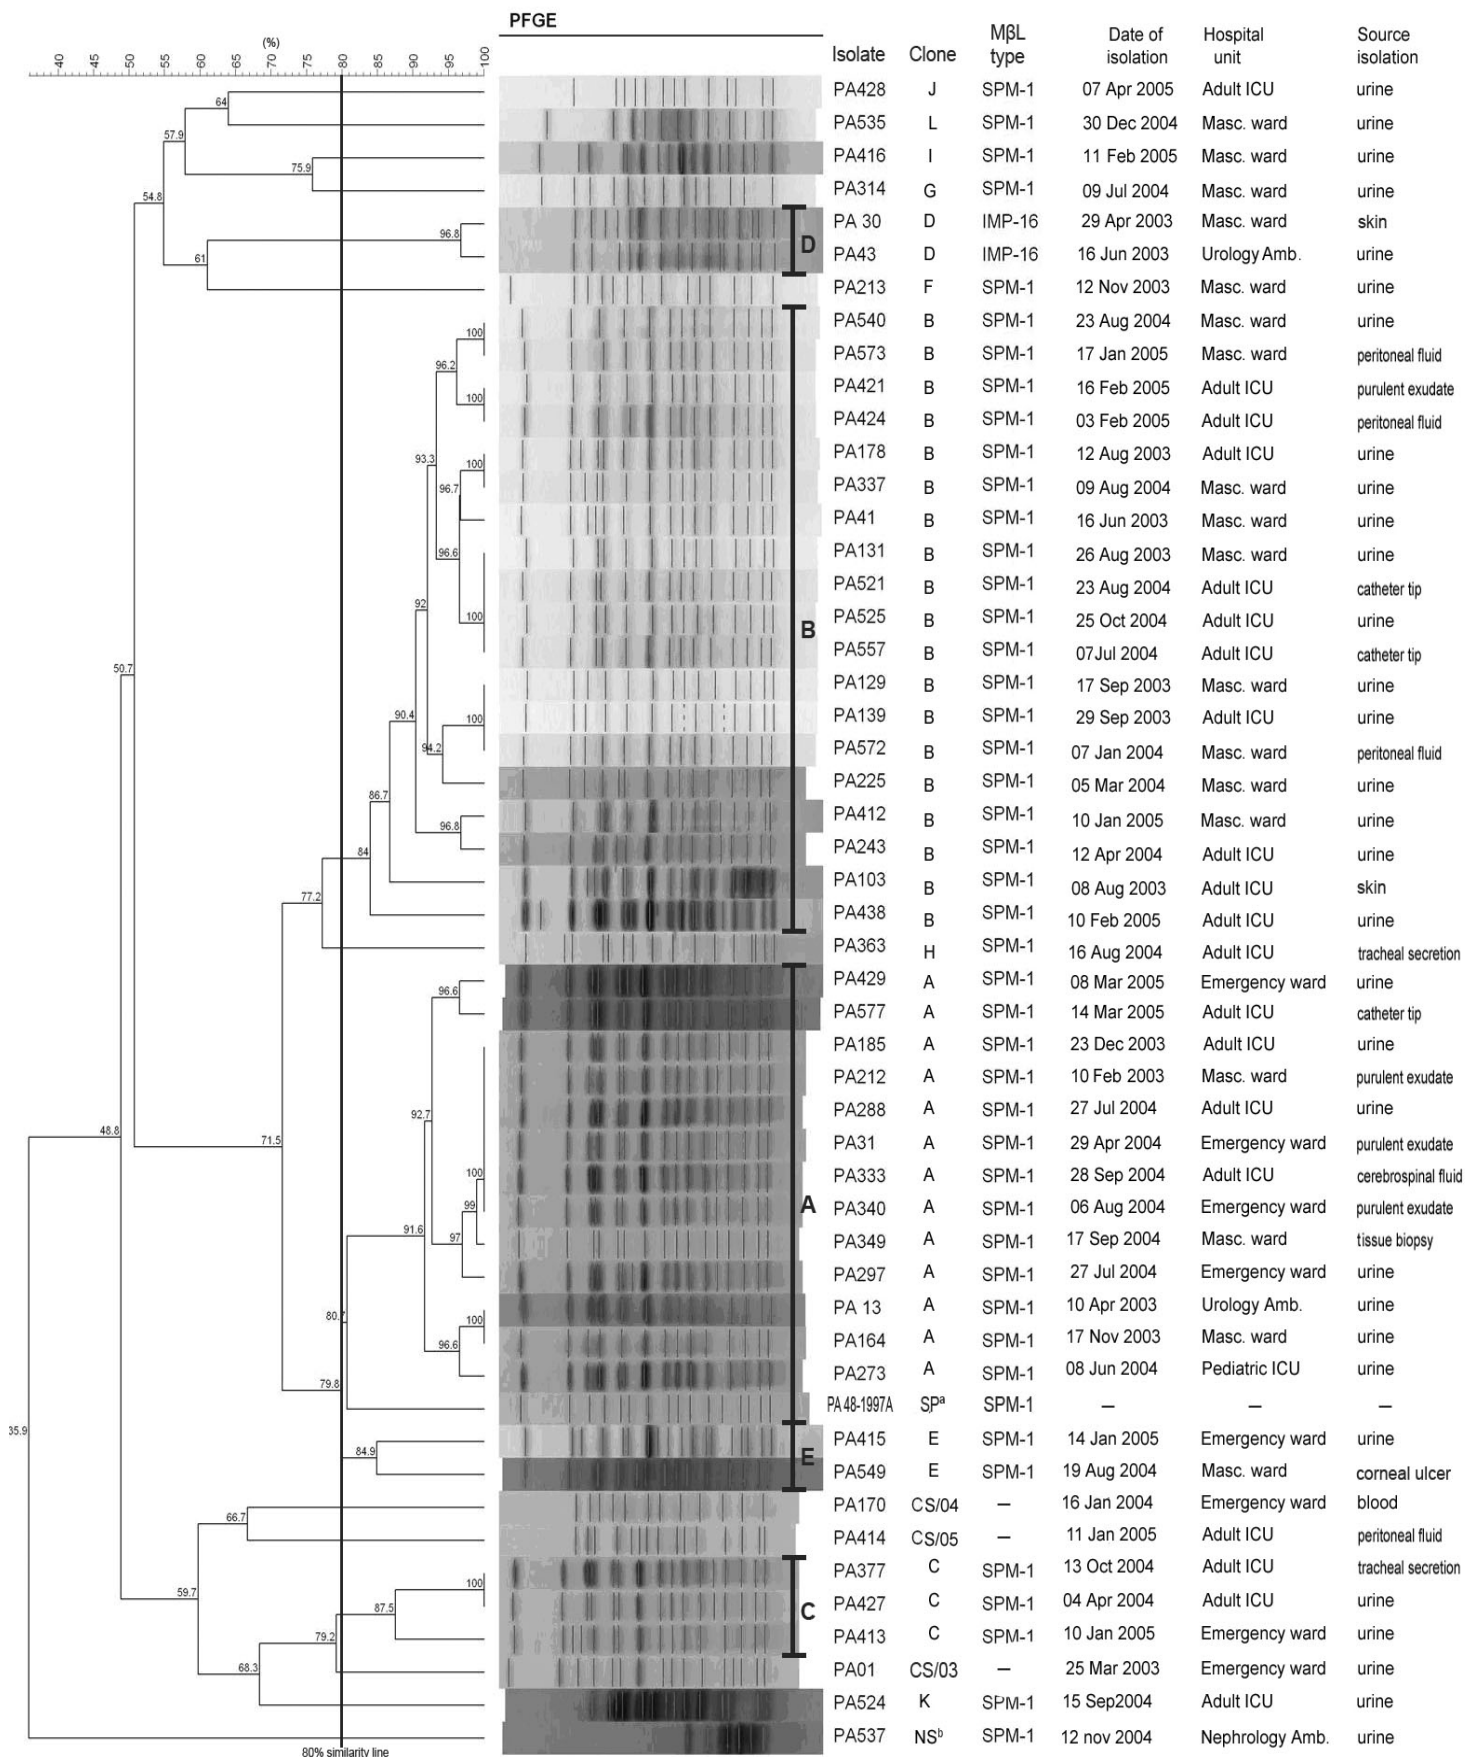 PFGE
(%)
40 45 50 55 60 65 70 75 80 85 90 95 100
Isolate Clone MβL type Date of isolation Hospital unit Source isolation
PA428 J SPM-1 07 Apr 2005 Adult ICU urine
64
PA535 L SPM-1 30 Dec 2004 Masc. ward urine
57.9
PA416 I SPM-1 11 Feb 2005 Masc. ward urine
75.9
PA314 G SPM-1 09 Jul 2004 Masc. ward urine
54.8
PA 30 D IMP-16 29 Apr 2003 Masc. ward skin
96.8 D
PA43 D IMP-16 16 Jun 2003 Urology Amb. urine
61
PA213 F SPM-1 12 Nov 2003 Masc. ward urine
PA540 B SPM-1 23 Aug 2004 Masc. ward urine
100
PA573 B SPM-1 17 Jan 2005 Masc. ward peritoneal fluid
96.2
PA421 B SPM-1 16 Feb 2005 Adult ICU purulent exudate
100
PA424 B SPM-1 03 Feb 2005 Adult ICU peritoneal fluid
PA178 B SPM-1 12 Aug 2003 Adult ICU urine
93.3 100
PA337 B SPM-1 09 Aug 2004 Masc. ward urine
96.7
PA41 B SPM-1 16 Jun 2003 Masc. ward urine
PA131 B SPM-1 26 Aug 2003 Masc. ward urine
96.6
PA521 B SPM-1 23 Aug 2004 Adult ICU catheter tip
92 100
PA525 B SPM-1 25 Oct 2004 Adult ICU urine
B
PA557 B SPM-1 07Jul 2004 Adult ICU catheter tip
50.7
PA129 B SPM-1 17 Sep 2003 Masc. ward urine
PA139 B SPM-1 29 Sep 2003 Adult ICU urine
90.4 100
PA572 B SPM-1 07 Jan 2004 Masc. ward peritoneal fluid
94.2
PA225 B SPM-1 05 Mar 2004 Masc. ward urine
86.7
PA412 B SPM-1 10 Jan 2005 Masc. ward urine
96.8
PA243 B SPM-1 12 Apr 2004 Adult ICU urine
84
PA103 B SPM-1 08 Aug 2003 Adult ICU skin
77.2
PA438 B SPM-1 10 Feb 2005 Adult ICU urine
PA363 H SPM-1 16 Aug 2004 Adult ICU tracheal secretion
PA429 A SPM-1 08 Mar 2005 Emergency ward urine
96.6
PA577 A SPM-1 14 Mar 2005 Adult ICU catheter tip
PA185 A SPM-1 23 Dec 2003 Adult ICU urine
PA212 A SPM-1 10 Feb 2003 Masc. ward purulent exudate
PA288 A SPM-1 27 Jul 2004 Adult ICU urine
92.7
48.8 71.5
PA31 A SPM-1 29 Apr 2004 Emergency ward purulent exudate
PA333 A SPM-1 28 Sep 2004 Adult ICU cerebrospinal fluid
100
PA340 A SPM-1 06 Aug 2004 Emergency ward purulent exudate
99 A
91.6 97
PA349 A SPM-1 17 Sep 2004 Masc. ward tissue biopsy
PA297 A SPM-1 27 Jul 2004 Emergency ward urine
PA 13 A SPM-1 10 Apr 2003 Urology Amb. urine
80.7 100
PA164 A SPM-1 17 Nov 2003 Masc. ward urine
96.6
PA273 A SPM-1 08 Jun 2004 Pediatric ICU urine
79.8
PA 48-1997A SPa SPM-1 – – –
35.9
PA415 E SPM-1 14 Jan 2005 Emergency ward urine
84.9 E
PA549 E SPM-1 19 Aug 2004 Masc. ward corneal ulcer
PA170 CS/04 – 16 Jan 2004 Emergency ward blood
66.7
PA414 CS/05 – 11 Jan 2005 Adult ICU peritoneal fluid
PA377 C SPM-1 13 Oct 2004 Adult ICU tracheal secretion
59.7 100
PA427 C SPM-1 04 Apr 2004 Adult ICU urine
87.5 C
PA413 C SPM-1 10 Jan 2005 Emergency ward urine
79.2
PA01 CS/03 – 25 Mar 2003 Emergency ward urine
68.3
PA524 K SPM-1 15 Sep2004 Adult ICU urine
PA537 NSb SPM-1 12 nov 2004 Nephrology Amb. urine
80% similarity line